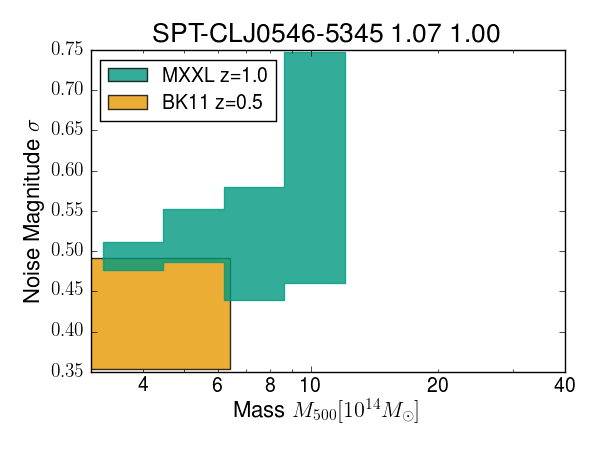 SPT-CLJ0546-5345 1.07 1.00
0.75
0.70
0.65
0.60
0.55
0.50
0.45
0.40
0.35
Noise Magnitude σ
MXXL z=1.0
BK11 z=0.5
4 6 8 10 20 40
Mass M₅₀₀[10¹⁴M☉]